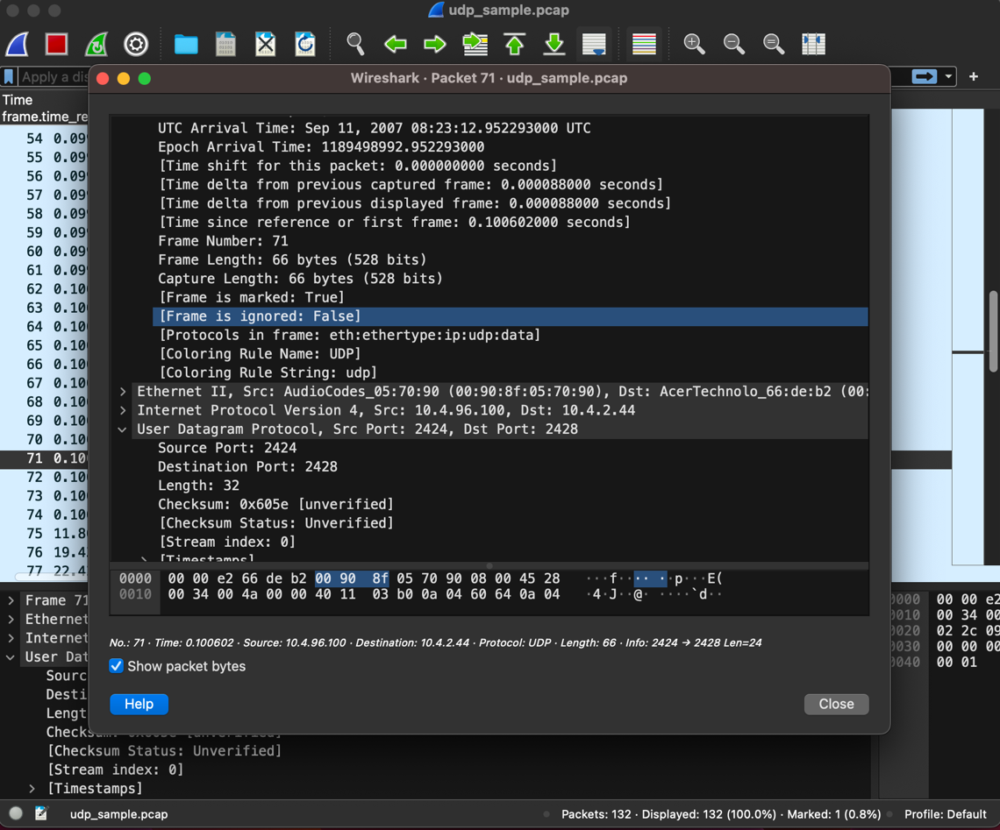 udp_sample.pcap
Apply a dis
+
Wireshark · Packet 71 · udp_sample.pcap
Time
frame.time_re
54 0.09
55 0.09
56 0.09
57 0.09
58 0.09
59 0.09
60 0.09
61 0.09
62 0.10
63 0.10
64 0.10
65 0.10
66 0.10
67 0.10
68 0.10
69 0.10
70 0.10
71 0.10
72 0.10
73 0.10
74 0.10
75 11.80
76 19.43
77 22.4
UTC Arrival Time: Sep 11, 2007 08:23:12.952293000 UTC
Epoch Arrival Time: 1189498992.952293000
[Time shift for this packet: 0.000000000 seconds]
[Time delta from previous captured frame: 0.000088000 seconds]
[Time delta from previous displayed frame: 0.000088000 seconds]
[Time since reference or first frame: 0.100602000 seconds]
Frame Number: 71
Frame Length: 66 bytes (528 bits)
Capture Length: 66 bytes (528 bits)
[Frame is marked: True]
[Frame is ignored: False]
[Protocols in frame: eth:ethertype:ip:udp:data]
[Coloring Rule Name: UDP]
[Coloring Rule String: udp]
Ethernet II, Src: AudioCodes_05:70:90 (00:90:8f:05:70:90), Dst: AcerTechnolo_66:de:b2 (00:
Internet Protocol Version 4, Src: 10.4.96.100, Dst: 10.4.2.44
User Datagram Protocol, Src Port: 2424, Dst Port: 2428
Source Port: 2424
Destination Port: 2428
Length: 32
Checksum: 0x605e [unverified]
[Checksum Status: Unverified]
[Stream index: 0]
[Timestamps]
0000 00 00 e2 66 de b2 00 90 8f 05 70 90 08 00 45 28 ···f·· ·· ··p···E(
0010 00 34 00 4a 00 00 40 11 03 b0 0a 04 60 64 0a 04 ·4·J··@· ····`d··
No.: 71 · Time: 0.100602 · Source: 10.4.96.100 · Destination: 10.4.2.44 · Protocol: UDP · Length: 66 · Info: 2424 → 2428 Len=24
Show packet bytes
Help
Close
Frame 71
Ethernet
Internet
User Dat
Sourc
Desti
Lengt
Checksum: 0x605e [unverified]
[Checksum Status: Unverified]
[Stream index: 0]
[Timestamps]
0000 00 00 e2
0010 00 34 00
0020 02 2c 09
0030 00 00 00
0040 00 01
udp_sample.pcap
Packets: 132 · Displayed: 132 (100.0%) · Marked: 1 (0.8%)
Profile: Default